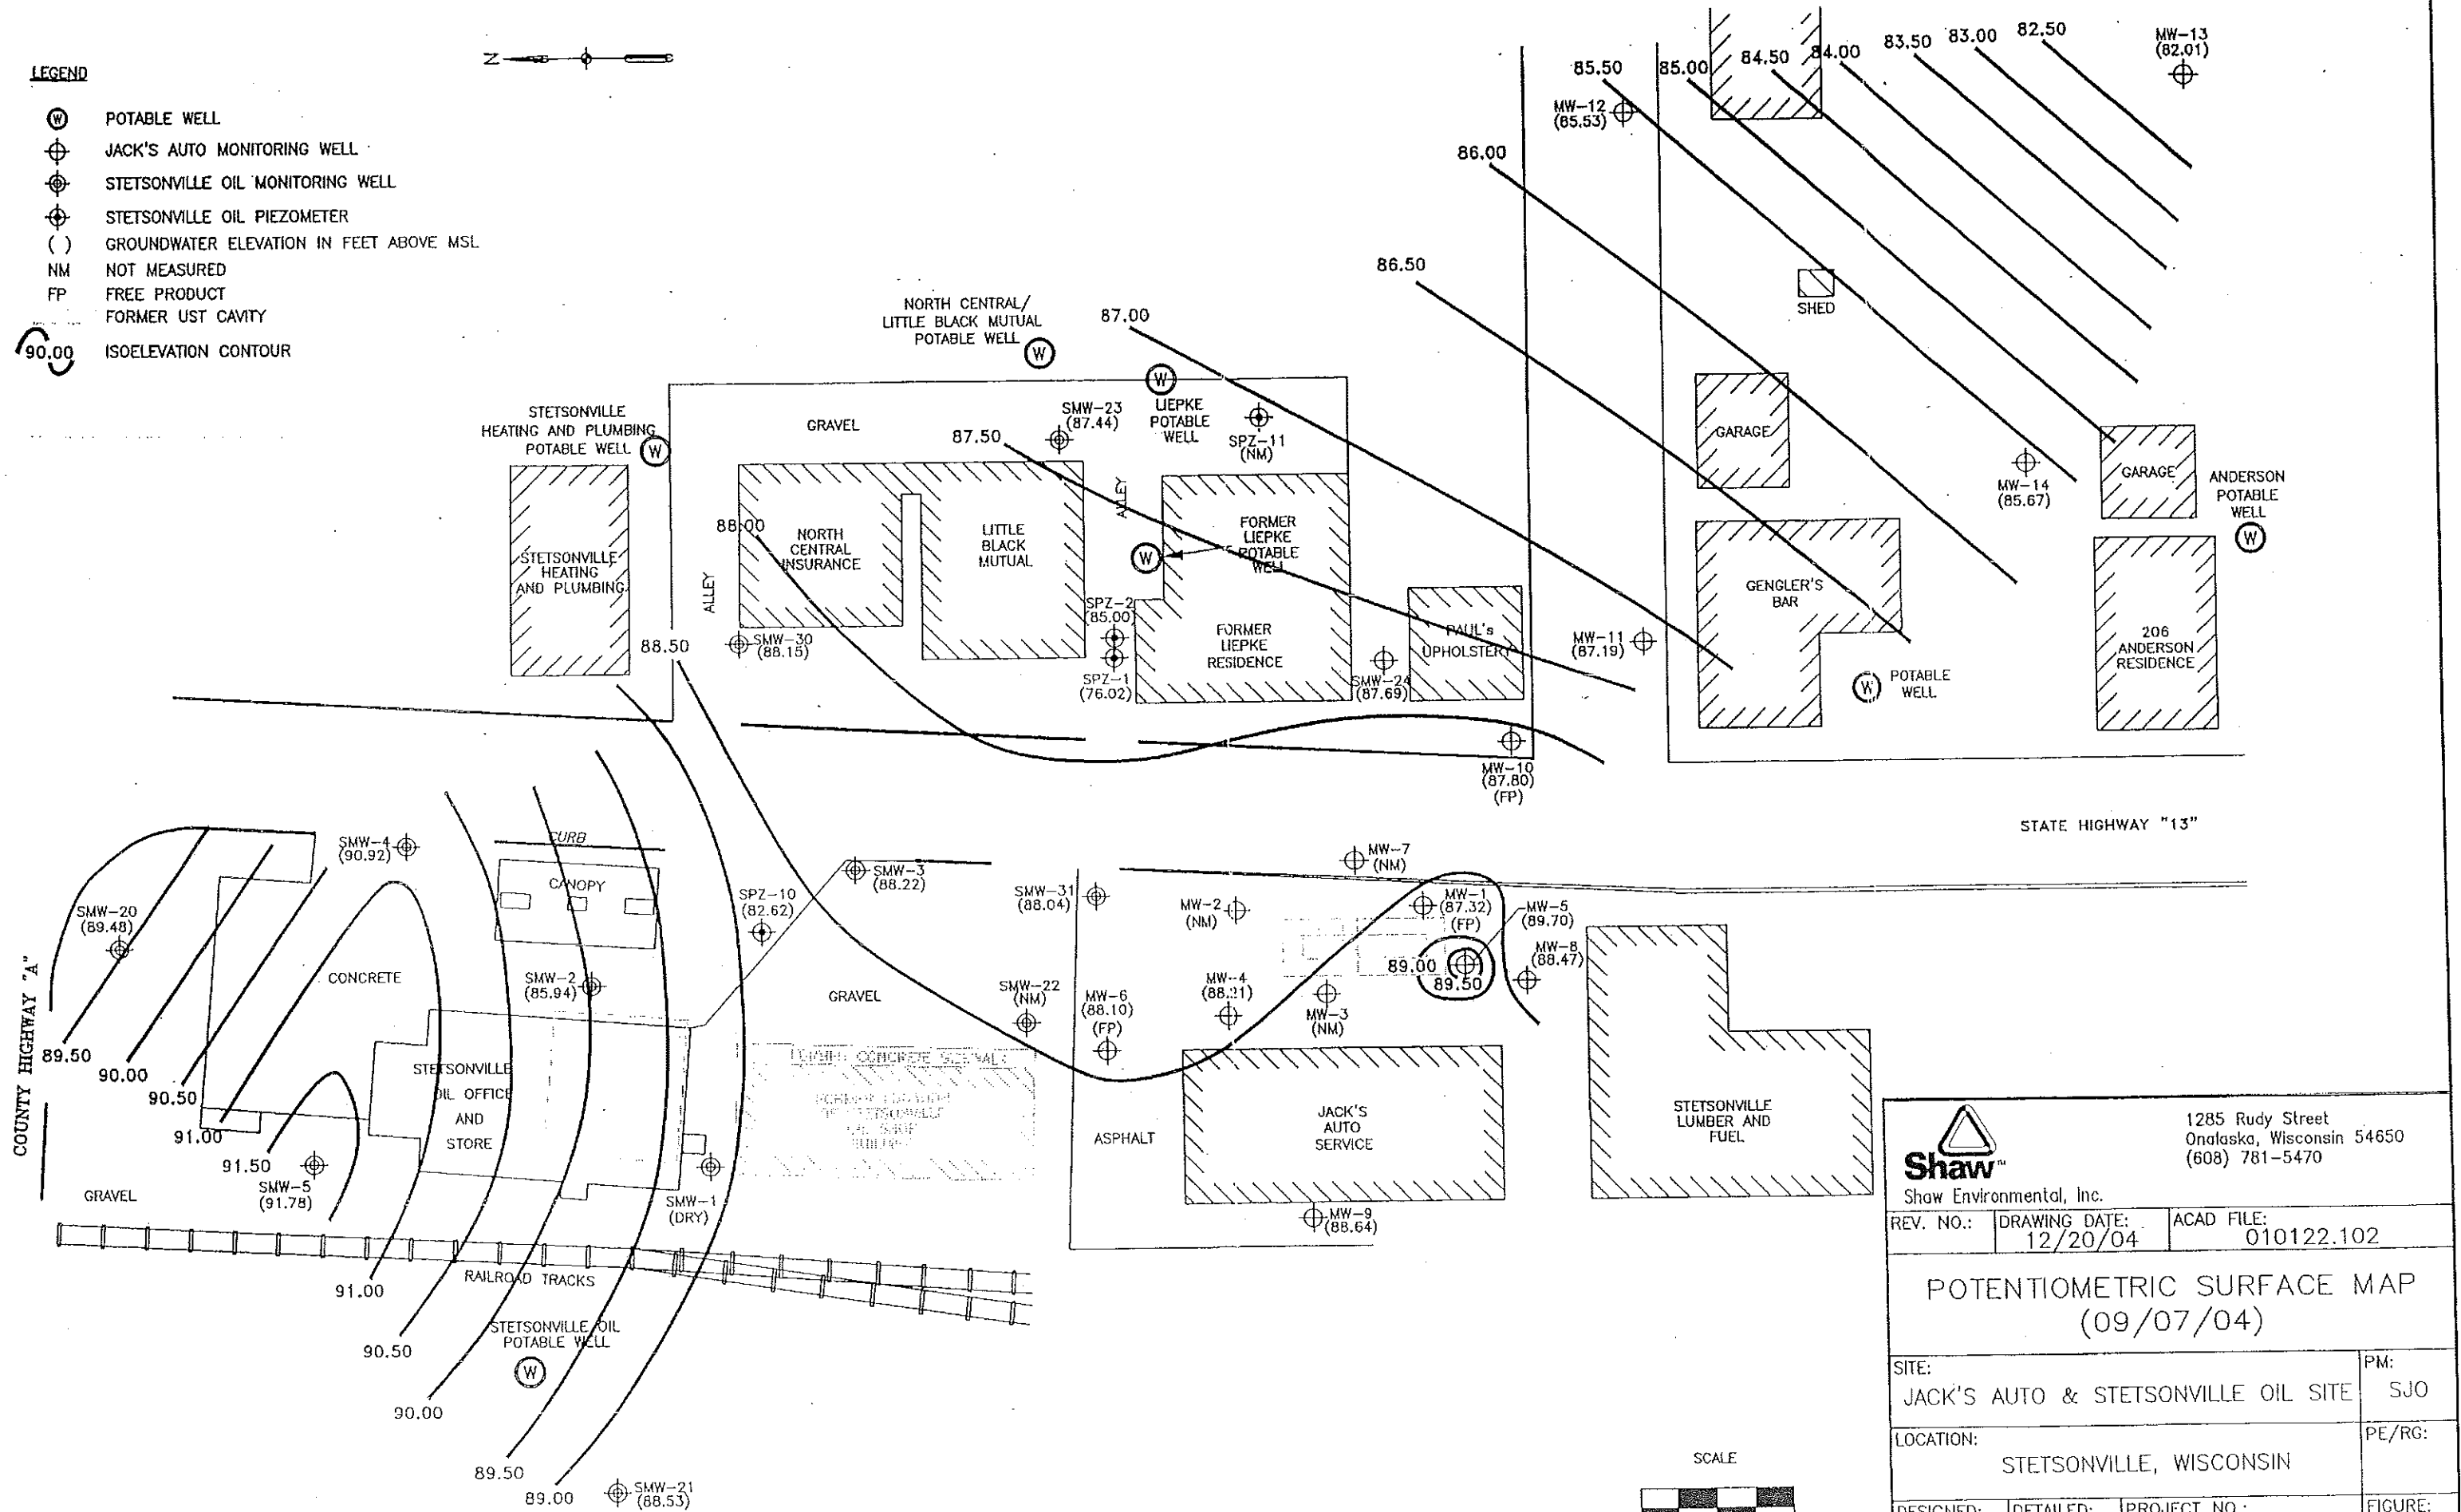 N
LEGEND
W POTABLE WELL
JACK'S AUTO MONITORING WELL
STETSONVILLE OIL MONITORING WELL
STETSONVILLE OIL PIEZOMETER
( ) GROUNDWATER ELEVATION IN FEET ABOVE MSL
NM NOT MEASURED
FP FREE PRODUCT
FORMER UST CAVITY
90.00 ISOELEVATION CONTOUR
85.50
85.00
84.50
84.00
83.50
83.00
82.50
MW-13
(82.01)
MW-12
(85.53)
86.00
86.50
87.00
SHED
NORTH CENTRAL/
LITTLE BLACK MUTUAL
POTABLE WELL
W
W
LIEPKE
POTABLE
WELL
STETSONVILLE
HEATING AND PLUMBING
POTABLE WELL
W
GRAVEL
SMW-23
(87.44)
87.50
SPZ-11
(NM)
GARAGE
MW-14
(85.67)
GARAGE
ANDERSON
POTABLE
WELL
W
88.00
ALLEY
STETSONVILLE
HEATING
AND PLUMBING
NORTH
CENTRAL
INSURANCE
LITTLE
BLACK
MUTUAL
FORMER
LIEPKE
POTABLE
WELL
W
ALLEY
GENGLER'S
BAR
88.50
SMW-30
(88.15)
SPZ-2
(85.00)
SPZ-1
(76.02)
FORMER
LIEPKE
RESIDENCE
SMW-24
(87.69)
PAUL's
UPHOLSTERY
MW-11
(87.19)
W
POTABLE
WELL
206
ANDERSON
RESIDENCE
MW-10
(87.80)
(FP)
STATE HIGHWAY "13"
SMW-4
(90.92)
CURB
CANOPY
SMW-3
(88.22)
MW-7
(NM)
SMW-20
(89.48)
SPZ-10
(82.62)
SMW-31
(88.04)
MW-2
(NM)
MW-1
(87.32)
(FP)
MW-5
(89.70)
MW-8
(88.47)
CONCRETE
SMW-2
(85.94)
GRAVEL
SMW-22
(NM)
MW-6
(88.10)
(FP)
MW-4
(88.21)
MW-3
(NM)
89.00
89.50
COUNTY HIGHWAY "A"
89.50
90.00
90.50
91.00
91.50
STETSONVILLE
OIL OFFICE
AND
STORE
GRAVEL
SMW-5
(91.78)
SMW-1
(DRY)
ASPHALT
JACK'S
AUTO
SERVICE
MW-9
(88.64)
STETSONVILLE
LUMBER AND
FUEL
RAILROAD TRACKS
91.00
90.50
90.00
89.50
89.00
STETSONVILLE OIL
POTABLE WELL
W
SMW-21
(88.53)
SCALE
Shaw™
Shaw Environmental, Inc.
1285 Rudy Street
Onalaska, Wisconsin 54650
(608) 781-5470
REV. NO.:
DRAWING DATE:
12/20/04
ACAD FILE:
010122.102
POTENTIOMETRIC SURFACE MAP
(09/07/04)
SITE:
JACK'S AUTO & STETSONVILLE OIL SITE
PM:
SJO
LOCATION:
STETSONVILLE, WISCONSIN
PE/RG:
DESIGNED: DETAILED: PROJECT NO.: FIGURE: